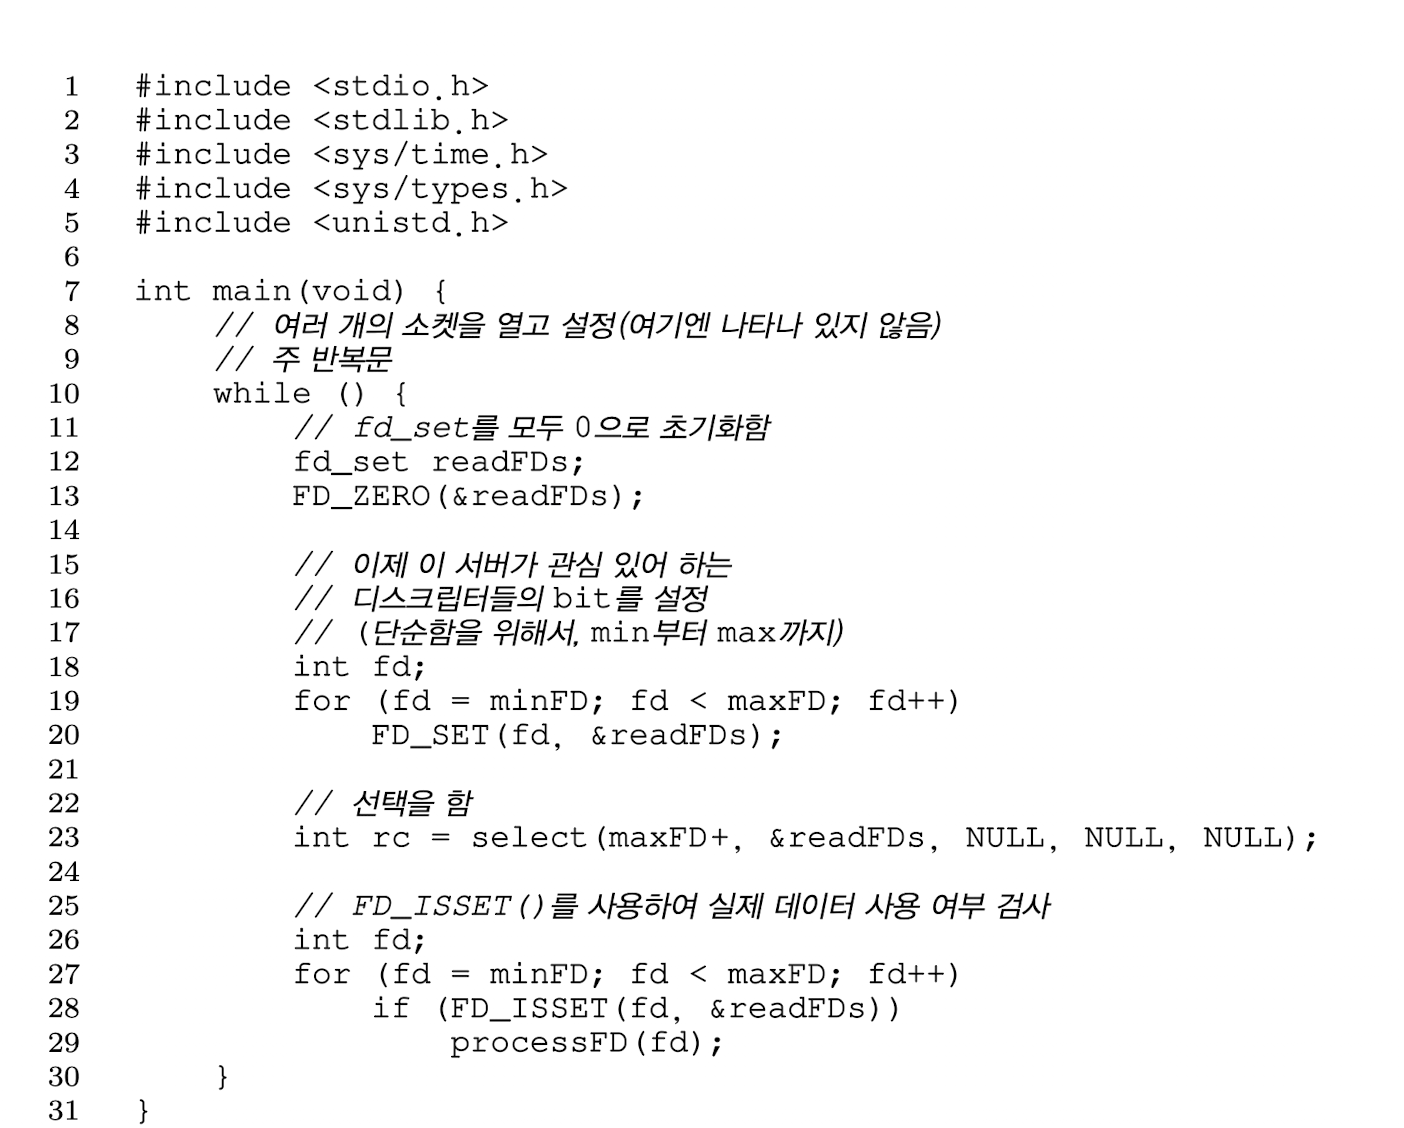 1 #include <stdio.h>
2 #include <stdlib.h>
3 #include <sys/time.h>
4 #include <sys/types.h>
5 #include <unistd.h>
6
7 int main(void) {
8 // 여러 개의 소켓을 열고 설정(여기엔 나타나 있지 않음)
9 // 주 반복문
10 while () {
11 // fd_set를 모두 0으로 초기화함
12 fd_set readFDs;
13 FD_ZERO(&readFDs);
14
15 // 이제 이 서버가 관심 있어 하는
16 // 디스크립터들의 bit를 설정
17 // (단순함을 위해서, min부터 max까지)
18 int fd;
19 for (fd = minFD; fd < maxFD; fd++)
20 FD_SET(fd, &readFDs);
21
22 // 선택을 함
23 int rc = select(maxFD+, &readFDs, NULL, NULL, NULL);
24
25 // FD_ISSET()를 사용하여 실제 데이터 사용 여부 검사
26 int fd;
27 for (fd = minFD; fd < maxFD; fd++)
28 if (FD_ISSET(fd, &readFDs))
29 processFD(fd);
30 }
31 }